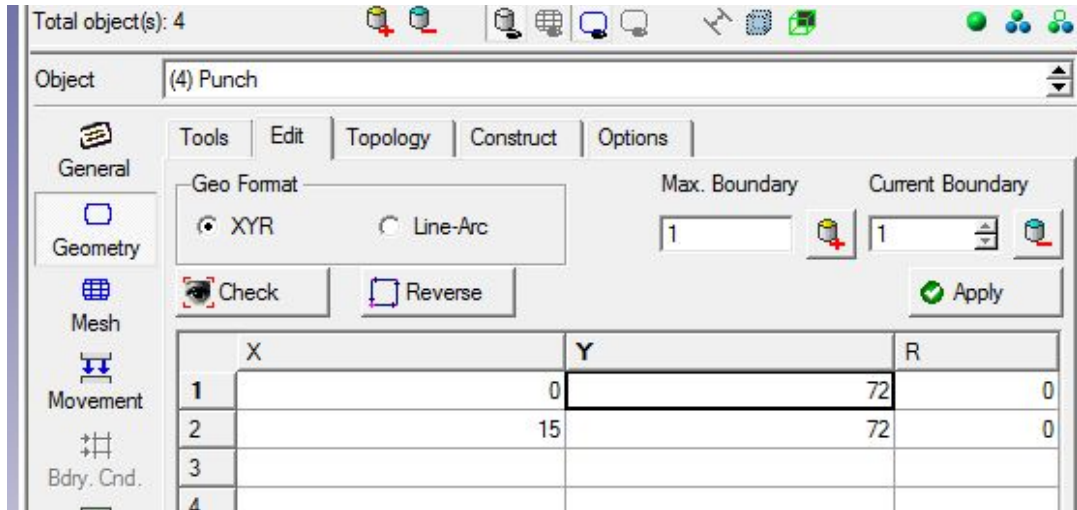 Total object(s): 4
Object (4) Punch
Tools Edit Topology Construct Options
General
Geo Format Max. Boundary Current Boundary
XYR Line-Arc 1 1
Geometry
Check Reverse Apply
Mesh
X Y R
1 0 72 0
Movement
2 15 72 0
3
Bdry. Cnd.
4